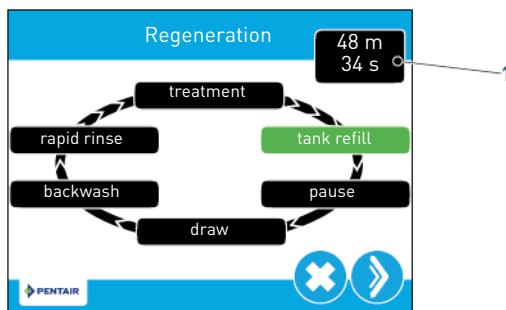 Regeneration
48 m
34 s
treatment
rapid rinse
tank refill
backwash
pause
draw
PENTAIR